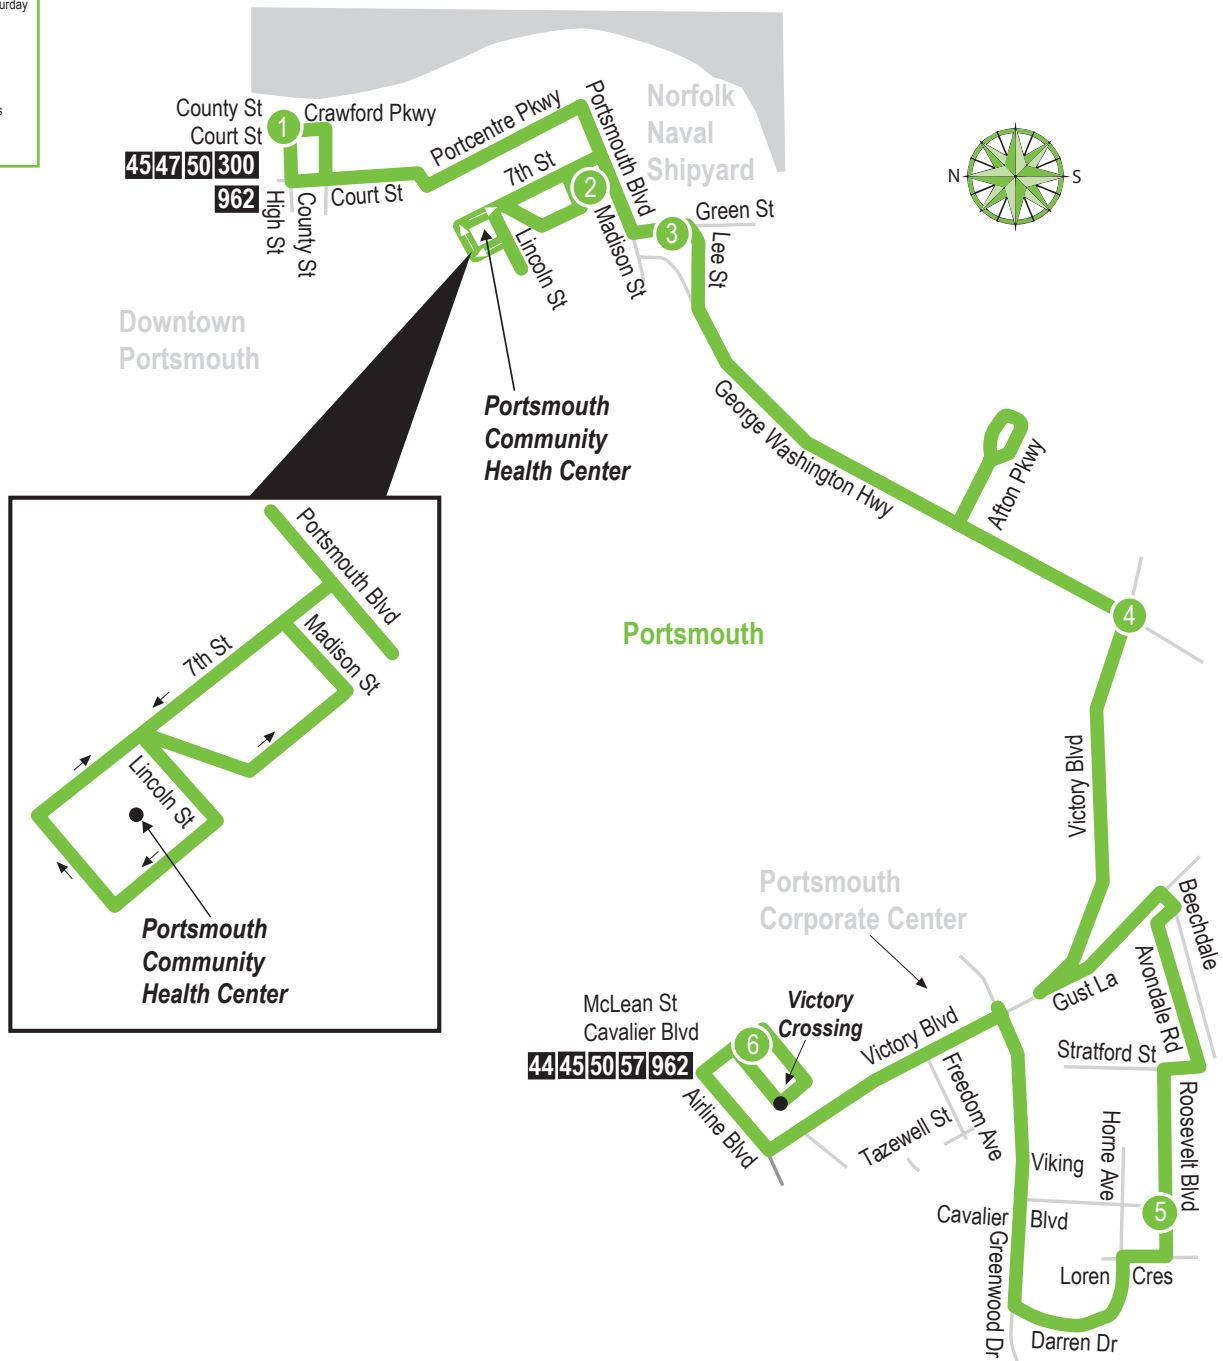 County St
Court St
45 47 50 300
962
1
Crawford Pkwy
High St
County St
Court St
Portcentre Pkwy
Portsmouth Blvd
7th St
2
Madison St
Lincoln St
Norfolk
Naval
Shipyard
3
Green St
Lee St
N
S
Downtown
Portsmouth
Portsmouth
Community
Health Center
George Washington Hwy
Afton Pkwy
4
Portsmouth
Portsmouth Blvd
Madison St
7th St
Lincoln St
Portsmouth
Community
Health Center
Victory Blvd
Portsmouth
Corporate Center
Beechdale
Avondale Rd
Gust La
McLean St
Cavalier Blvd
44 45 50 57 962
6
Victory
Crossing
Victory Blvd
Airline Blvd
Tazewell St
Freedom Ave
Stratford St
Home Ave
Roosevelt Blvd
Viking
Cavalier Blvd
5
Greenwood Dr
Loren Cres
Darren Dr